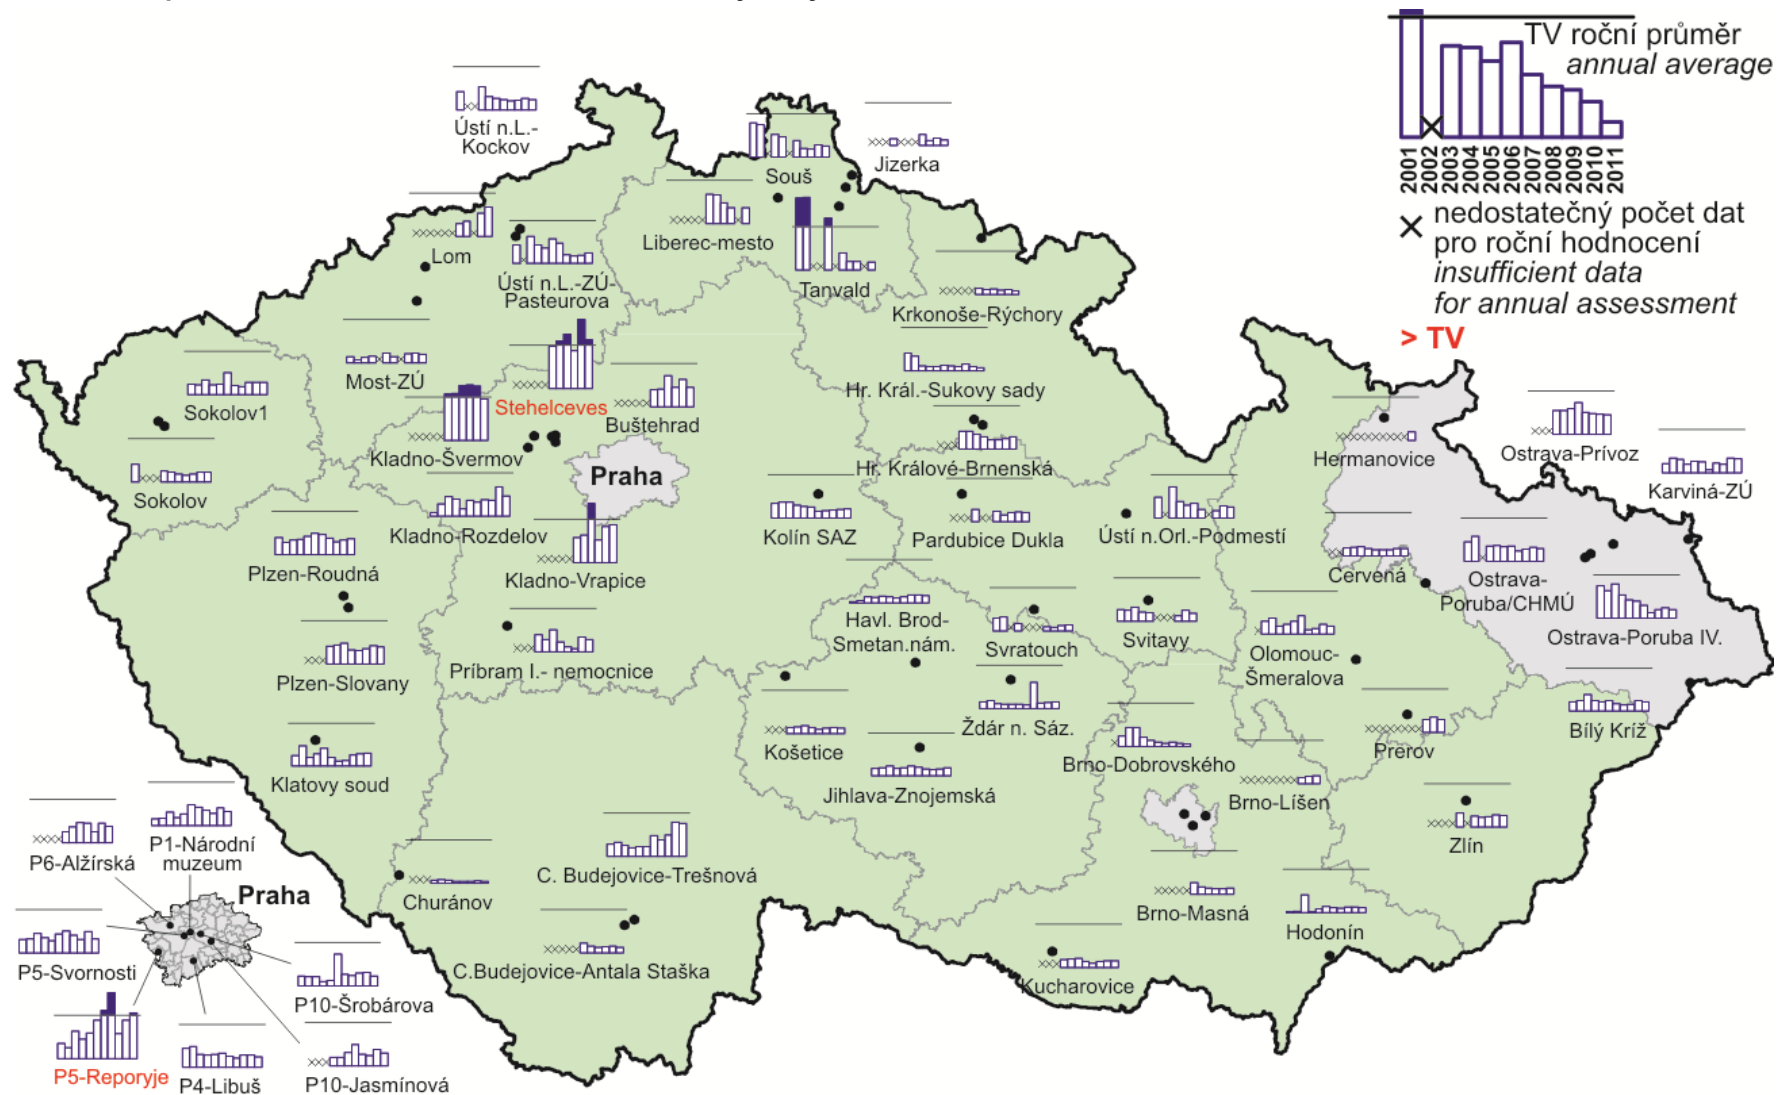 TV roční průměr
annual average
2001 2002 2003 2004 2005 2006 2007 2008 2009 2010 2011
nedostatečný počet dat
pro roční hodnocení
insufficient data
for annual assessment
> TV
Ústí n.L.-
Kockov
Souš
Jizerka
Lom
Ústí n.L.-ZÚ-
Pasteurova
Liberec-mesto
Tanvald
Krkonoše-Rýchory
Most-ZÚ
Sokolov1
Stehelceves
Buštehrad
Hr. Král.-Sukovy sady
Kladno-Švermov
Praha
Hr. Králové-Brnenská
Hermanovice
Ostrava-Prívoz
Karviná-ZÚ
Sokolov
Kladno-Rozdelov
Kolín SAZ
Pardubice Dukla
Ústí n.Orl.-Podmestí
Plzen-Roudná
Kladno-Vrapice
Cervená
Ostrava-
Poruba/CHMÚ
Ostrava-Poruba IV.
Havl. Brod-
Smetan.nám.
Svratouch
Svitavy
Olomouc-
Šmeralova
Plzen-Slovany
Príbram I.- nemocnice
Košetice
Ždár n. Sáz.
Brno-Dobrovského
Prerov
Bílý Kríž
Klatovy soud
Jihlava-Znojemská
Brno-Líšen
Zlín
P6-Alžírská
P1-Národní
muzeum
C. Budejovice-Trešnová
Churánov
Praha
Brno-Masná
Hodonín
P5-Svornosti
P10-Šrobárova
C.Budejovice-Antala Staška
Kucharovice
P5-Reporyje
P4-Libuš
P10-Jasmínová